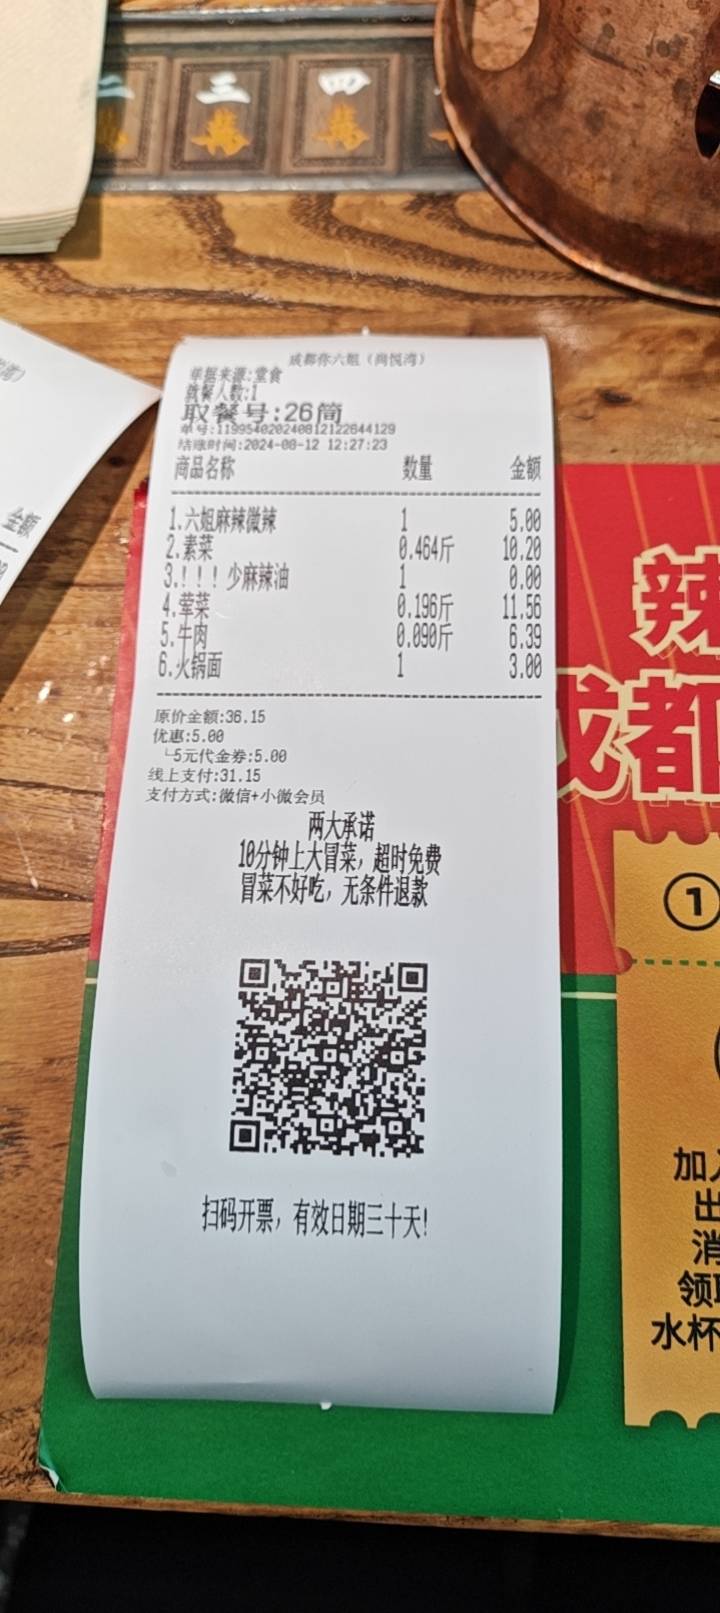 三 四
萬 萬
成都你六姐（尚悦湾）
单据来源:堂食
就餐人数:1
取餐号:26筒
单号:119954020240812122644129
结账时间:2024-08-12 12:27:23
商品名称 数量 金额
1.六姐麻辣微辣 1 5.00
2.素菜 0.464斤 10.20
3.!!! 少麻辣油 1 0.00
4.荤菜 0.196斤 11.56
5.牛肉 0.090斤 6.39
6.火锅面 1 3.00
原价金额:36.15
优惠:5.00
└5元代金券:5.00
线上支付:31.15
支付方式:微信+小微会员
两大承诺
10分钟上大冒菜，超时免费
冒菜不好吃，无条件退款
扫码开票，有效日期三十天!
金额
辣
成都
①
加入
出
消
领取
水杯